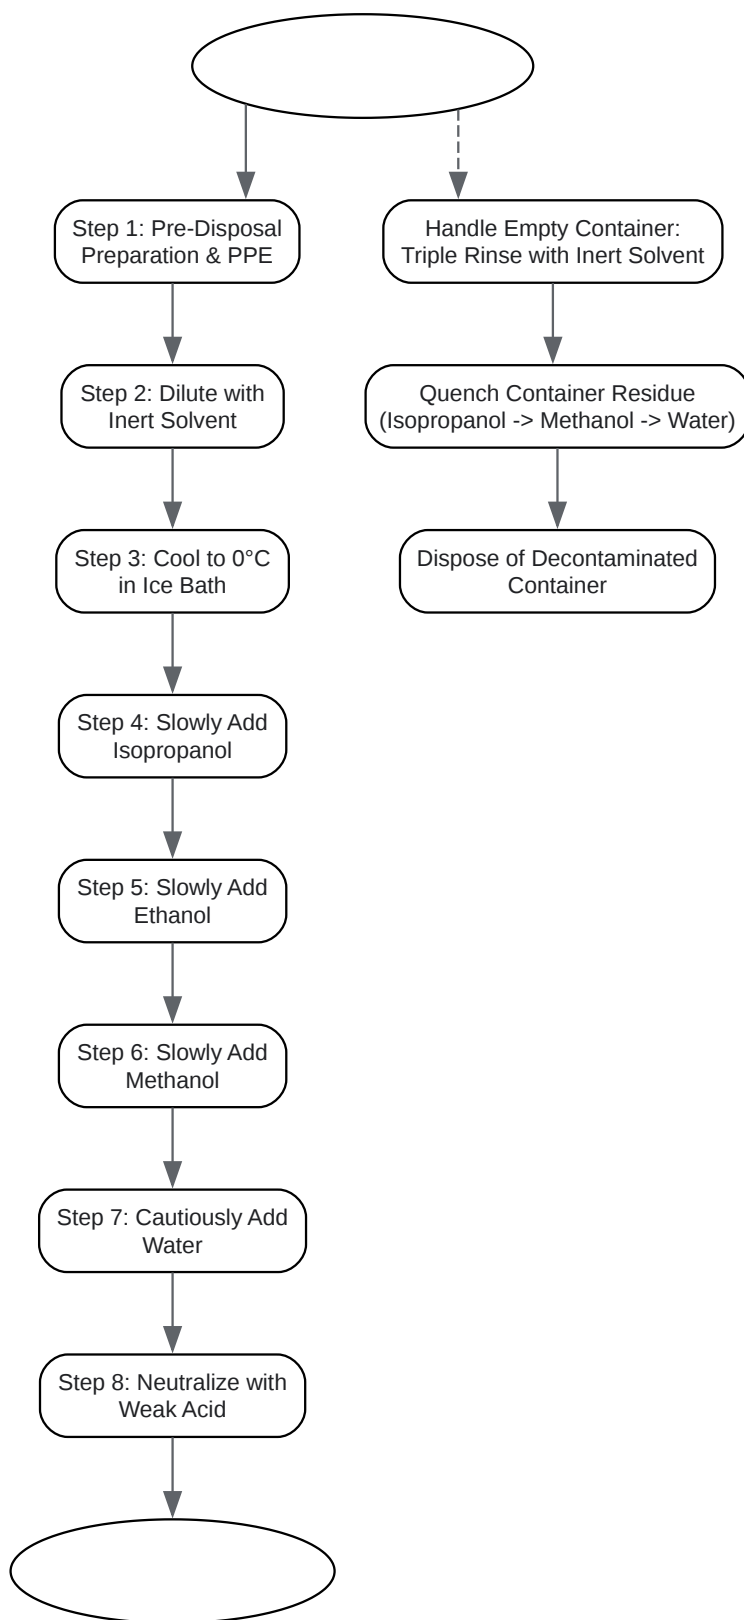 Step 1: Pre-Disposal
Preparation & PPE
Handle Empty Container:
Triple Rinse with Inert Solvent
Step 2: Dilute with
Inert Solvent
Quench Container Residue
(Isopropanol -> Methanol -> Water)
Step 3: Cool to 0°C
in Ice Bath
Dispose of Decontaminated
Container
Step 4: Slowly Add
Isopropanol
Step 5: Slowly Add
Ethanol
Step 6: Slowly Add
Methanol
Step 7: Cautiously Add
Water
Step 8: Neutralize with
Weak Acid